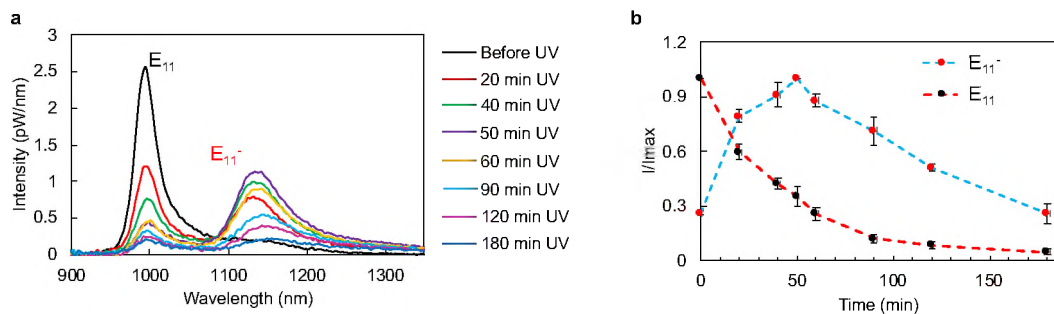 a
E11
E11-
Intensity (pW/nm)
3
2.5
2
1.5
1
0.5
0
900
1000
1100
1200
1300
Wavelength (nm)
Before UV
20 min UV
40 min UV
50 min UV
60 min UV
90 min UV
120 min UV
180 min UV
b
I/Imax
1.2
0.9
0.6
0.3
0
0
50
100
150
Time (min)
E11-
E11